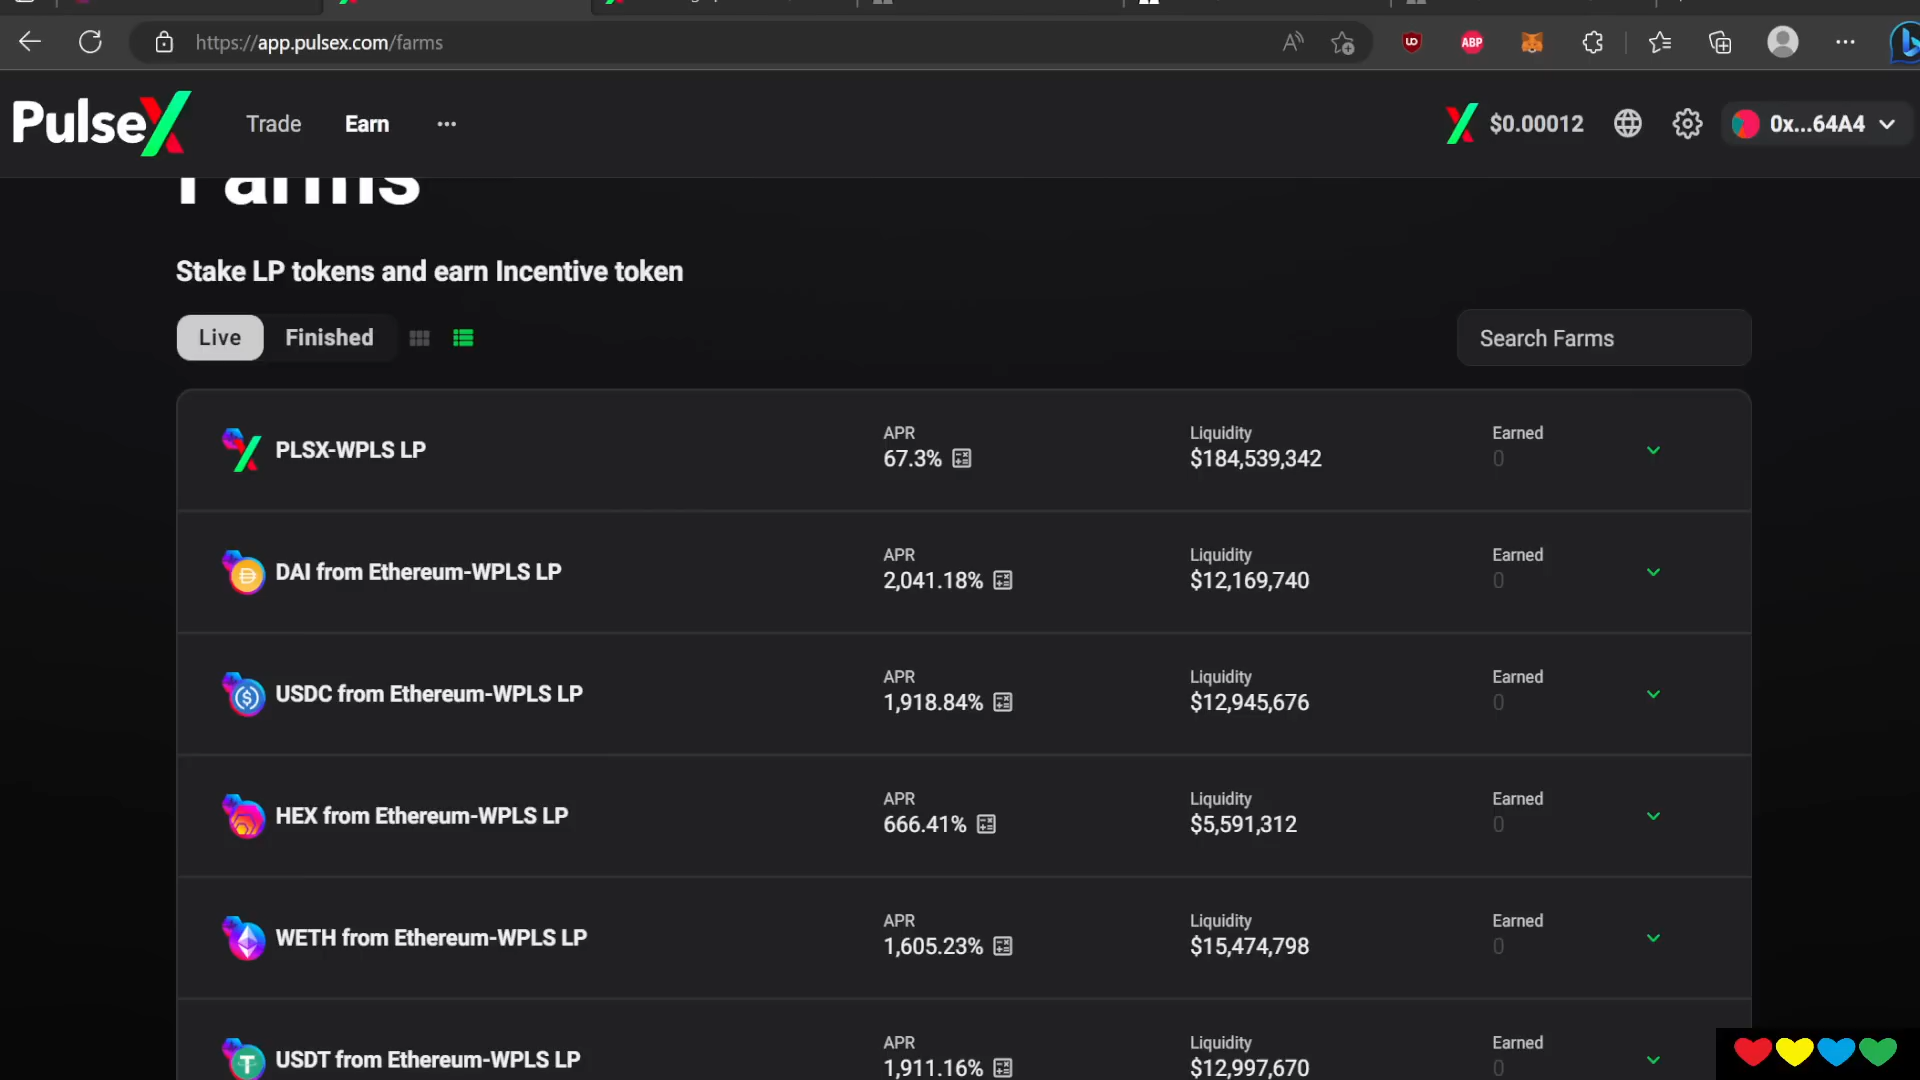 https://app.pulsex.com/farms
ABP
PulseX
Trade
Earn
$0.00012
0x...64A4
Farms
Stake LP tokens and earn Incentive token
Live
Finished
Search Farms
PLSX-WPLS LP
APR
67.3%
Liquidity
$184,539,342
Earned
0
DAI from Ethereum-WPLS LP
APR
2,041.18%
Liquidity
$12,169,740
Earned
0
USDC from Ethereum-WPLS LP
APR
1,918.84%
Liquidity
$12,945,676
Earned
0
HEX from Ethereum-WPLS LP
APR
666.41%
Liquidity
$5,591,312
Earned
0
WETH from Ethereum-WPLS LP
APR
1,605.23%
Liquidity
$15,474,798
Earned
0
USDT from Ethereum-WPLS LP
APR
1,911.16%
Liquidity
$12,997,670
Earned
0